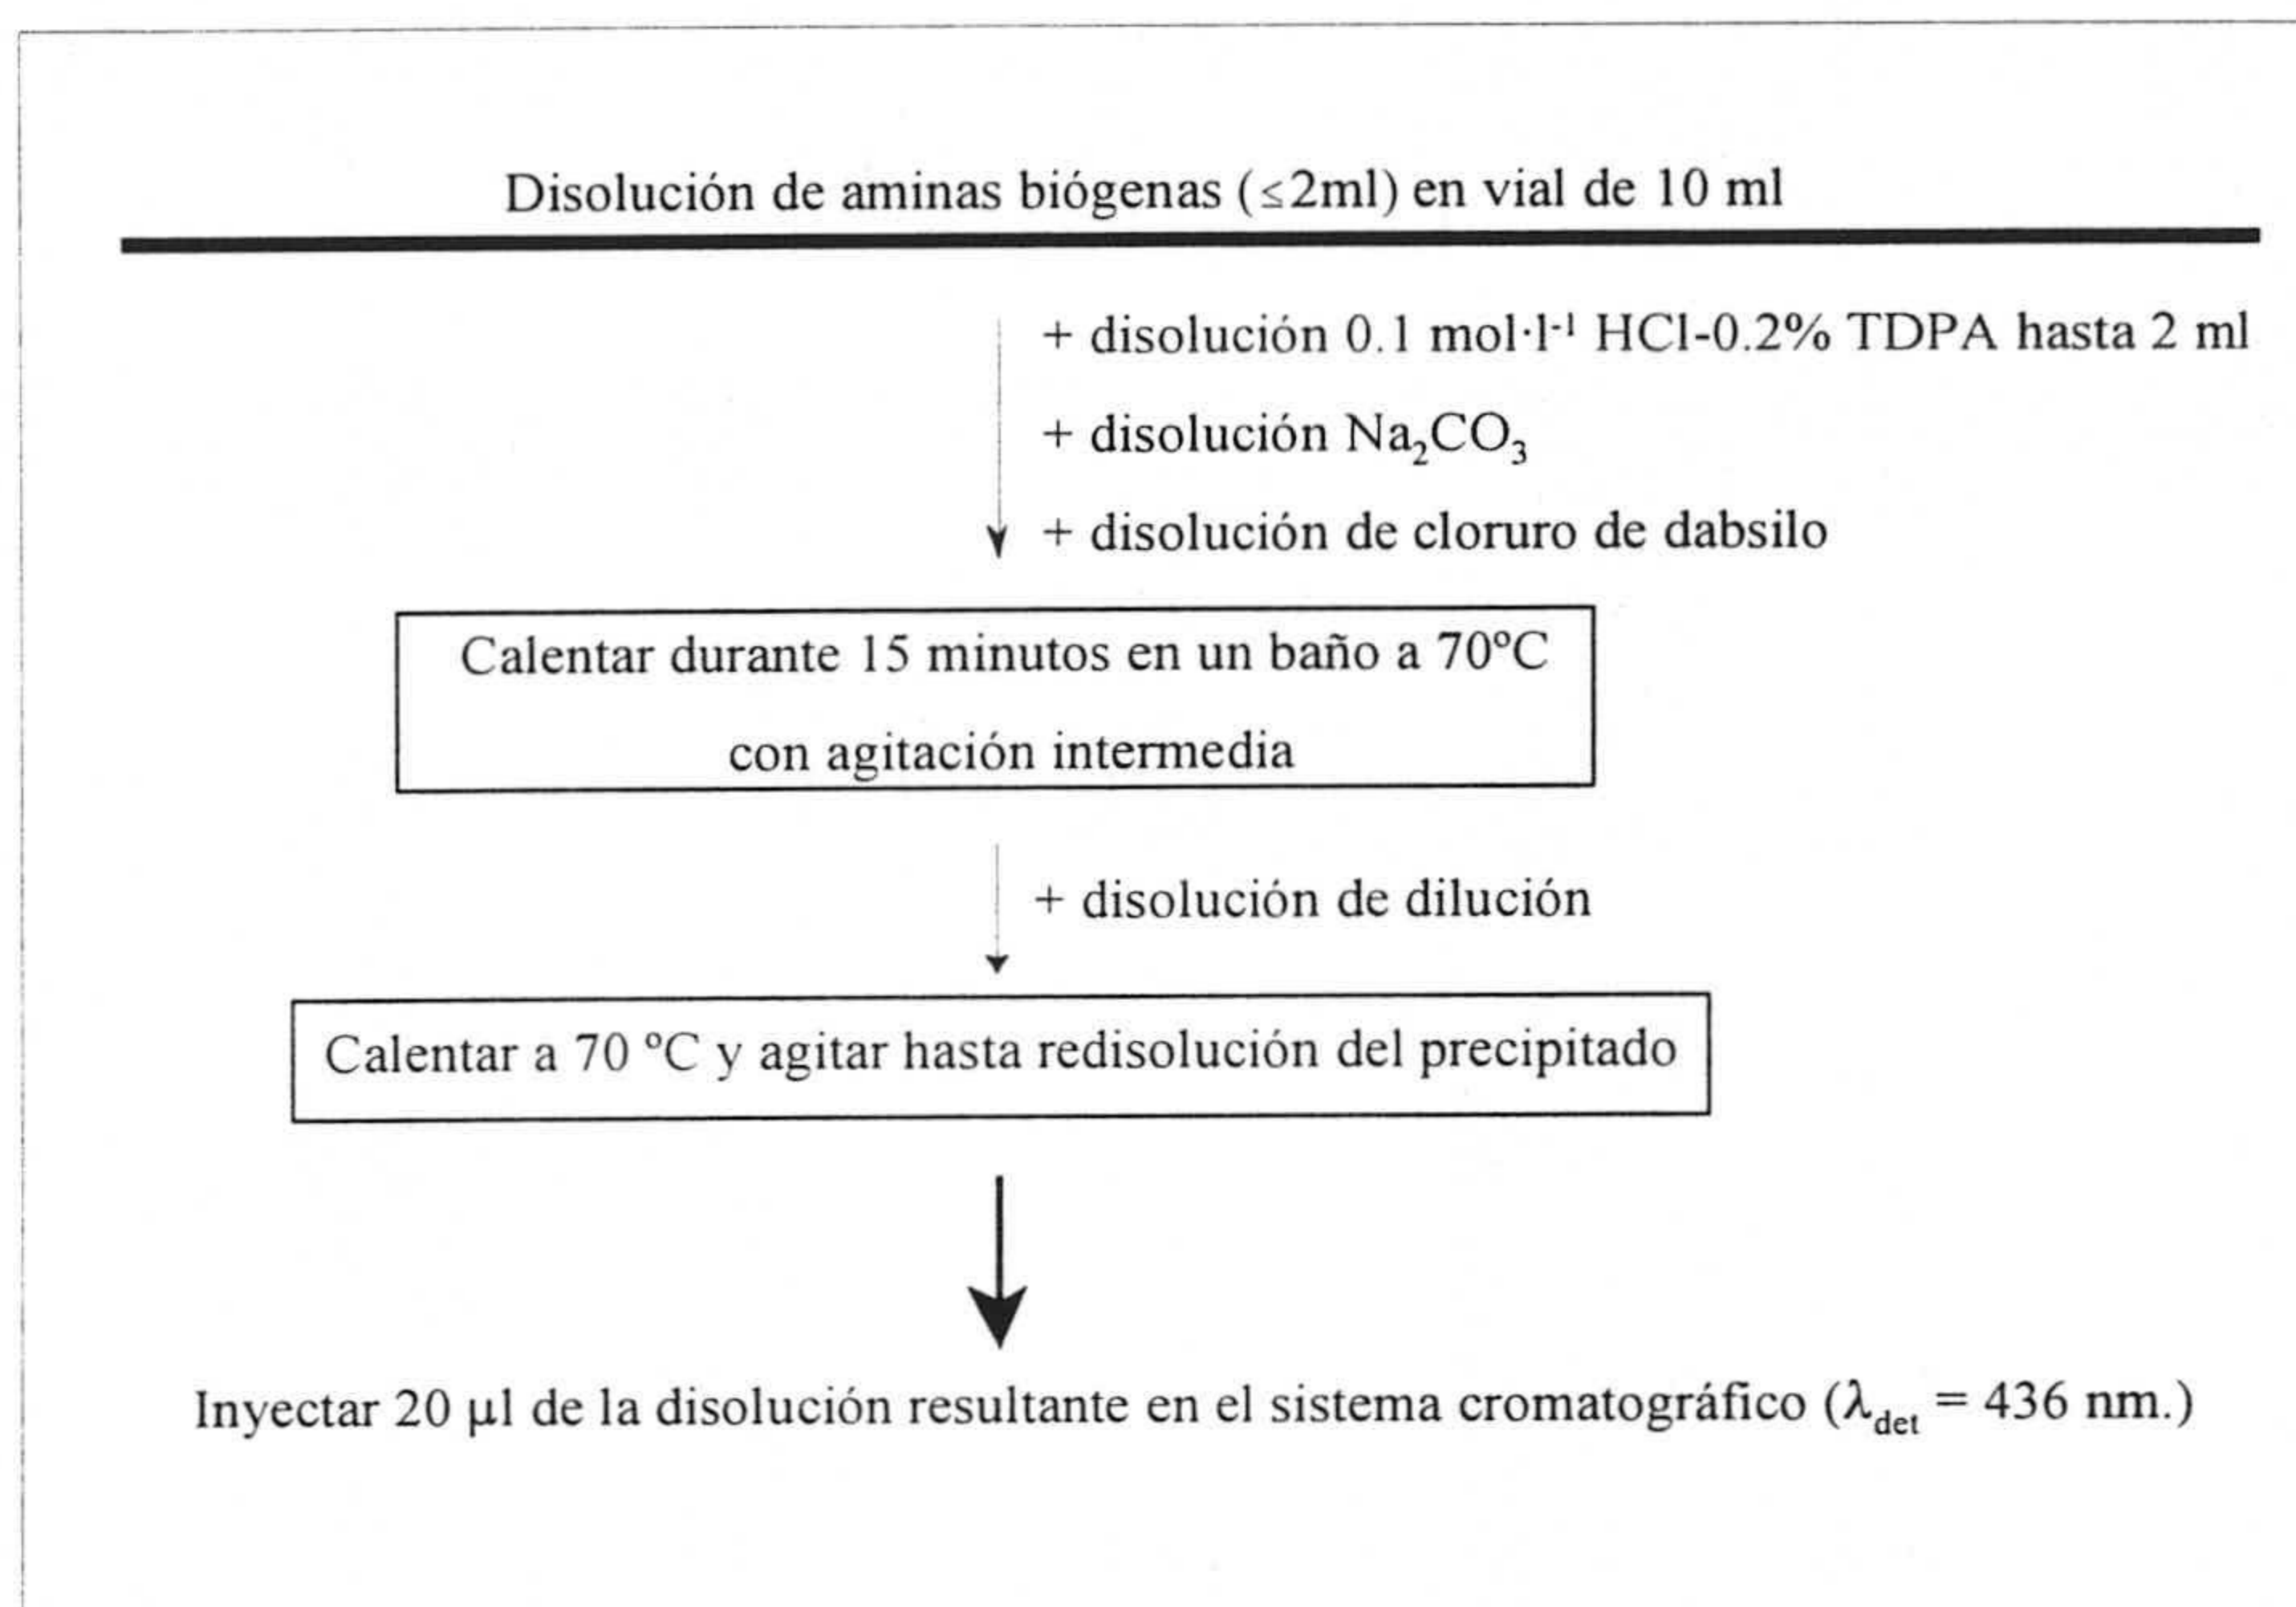 Disolución de aminas biógenas (≤2ml) en vial de 10 ml
+ disolución 0.1 mol·l⁻¹ HCl-0.2% TDPA hasta 2 ml
+ disolución Na₂CO₃
+ disolución de cloruro de dabsilo
Calentar durante 15 minutos en un baño a 70ºC
con agitación intermedia
+ disolución de dilución
Calentar a 70 ºC y agitar hasta redisolución del precipitado
Inyectar 20 µl de la disolución resultante en el sistema cromatográfico (λdet = 436 nm.)